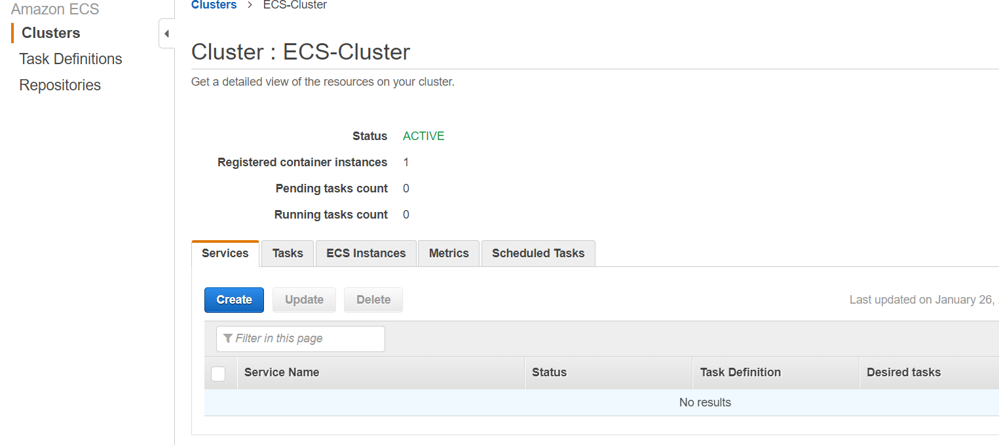 Amazon ECS
Clusters
Task Definitions
Repositories
Clusters > ECS-Cluster
Cluster : ECS-Cluster
Get a detailed view of the resources on your cluster.
Status ACTIVE
Registered container instances 1
Pending tasks count 0
Running tasks count 0
Services Tasks ECS Instances Metrics Scheduled Tasks
Create Update Delete Last updated on January 26,
Filter in this page
Service Name Status Task Definition Desired tasks
No results